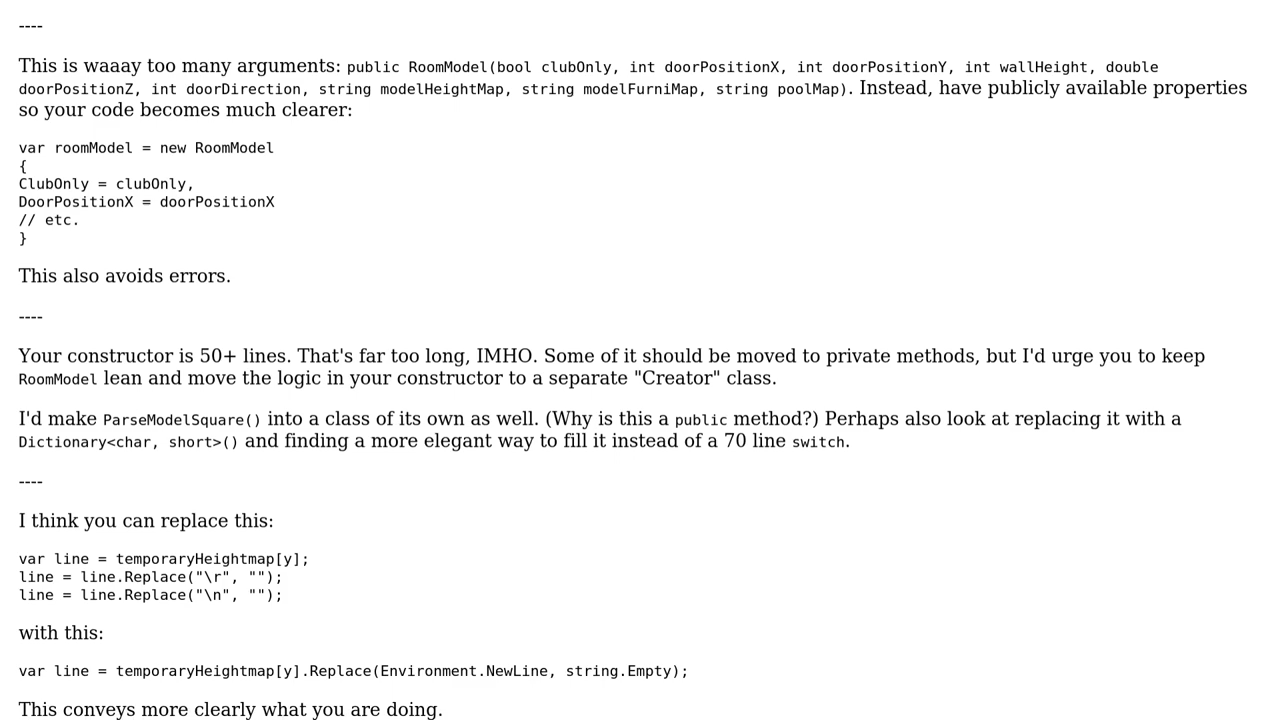 ----
This is waaay too many arguments: public RoomModel(bool clubOnly, int doorPositionX, int doorPositionY, int wallHeight, double
doorPositionZ, int doorDirection, string modelHeightMap, string modelFurniMap, string poolMap). Instead, have publicly available properties
so your code becomes much clearer:
var roomModel = new RoomModel
{
ClubOnly = clubOnly,
DoorPositionX = doorPositionX
// etc.
}
This also avoids errors.
----
Your constructor is 50+ lines. That's far too long, IMHO. Some of it should be moved to private methods, but I'd urge you to keep
RoomModel lean and move the logic in your constructor to a separate "Creator" class.
I'd make ParseModelSquare() into a class of its own as well. (Why is this a public method?) Perhaps also look at replacing it with a
Dictionary<char, short>() and finding a more elegant way to fill it instead of a 70 line switch.
----
I think you can replace this:
var line = temporaryHeightmap[y];
line = line.Replace("\r", "");
line = line.Replace("\n", "");
with this:
var line = temporaryHeightmap[y].Replace(Environment.NewLine, string.Empty);
This conveys more clearly what you are doing.